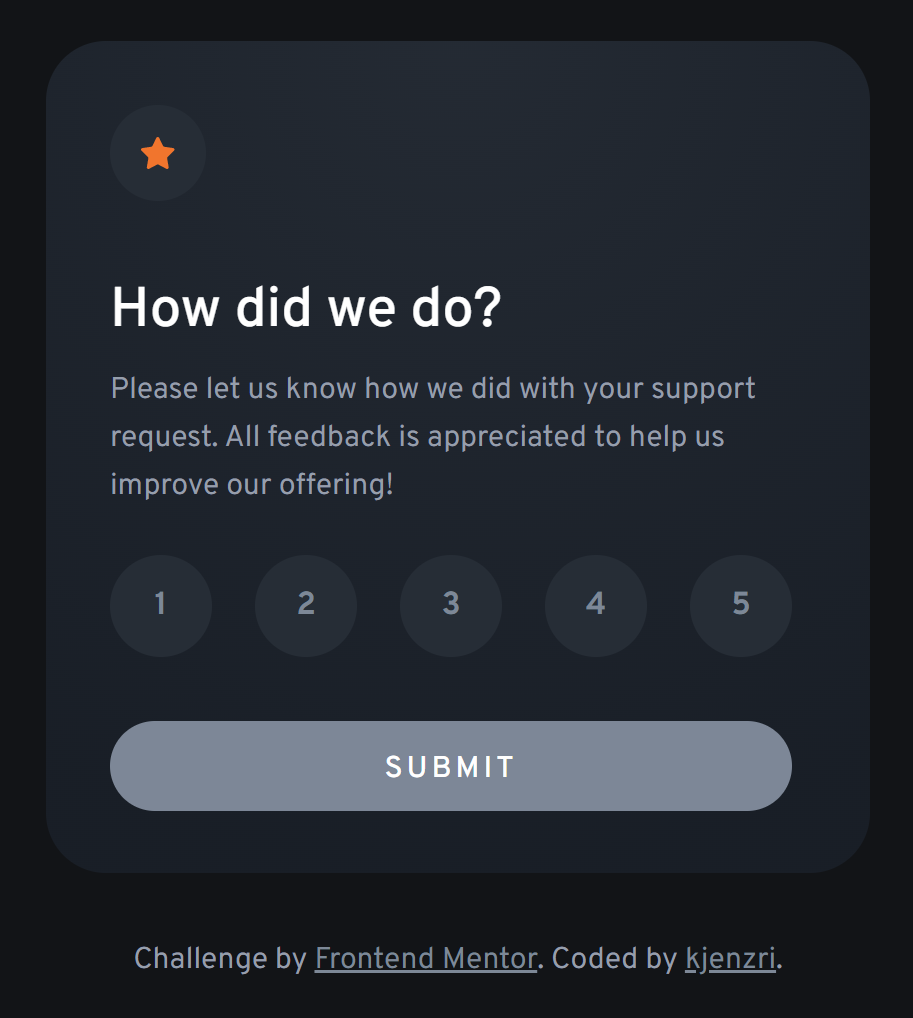 How did we do?
Please let us know how we did with your support
request. All feedback is appreciated to help us
improve our offering!
1 2 3 4 5
SUBMIT
Challenge by Frontend Mentor. Coded by kjenzri.